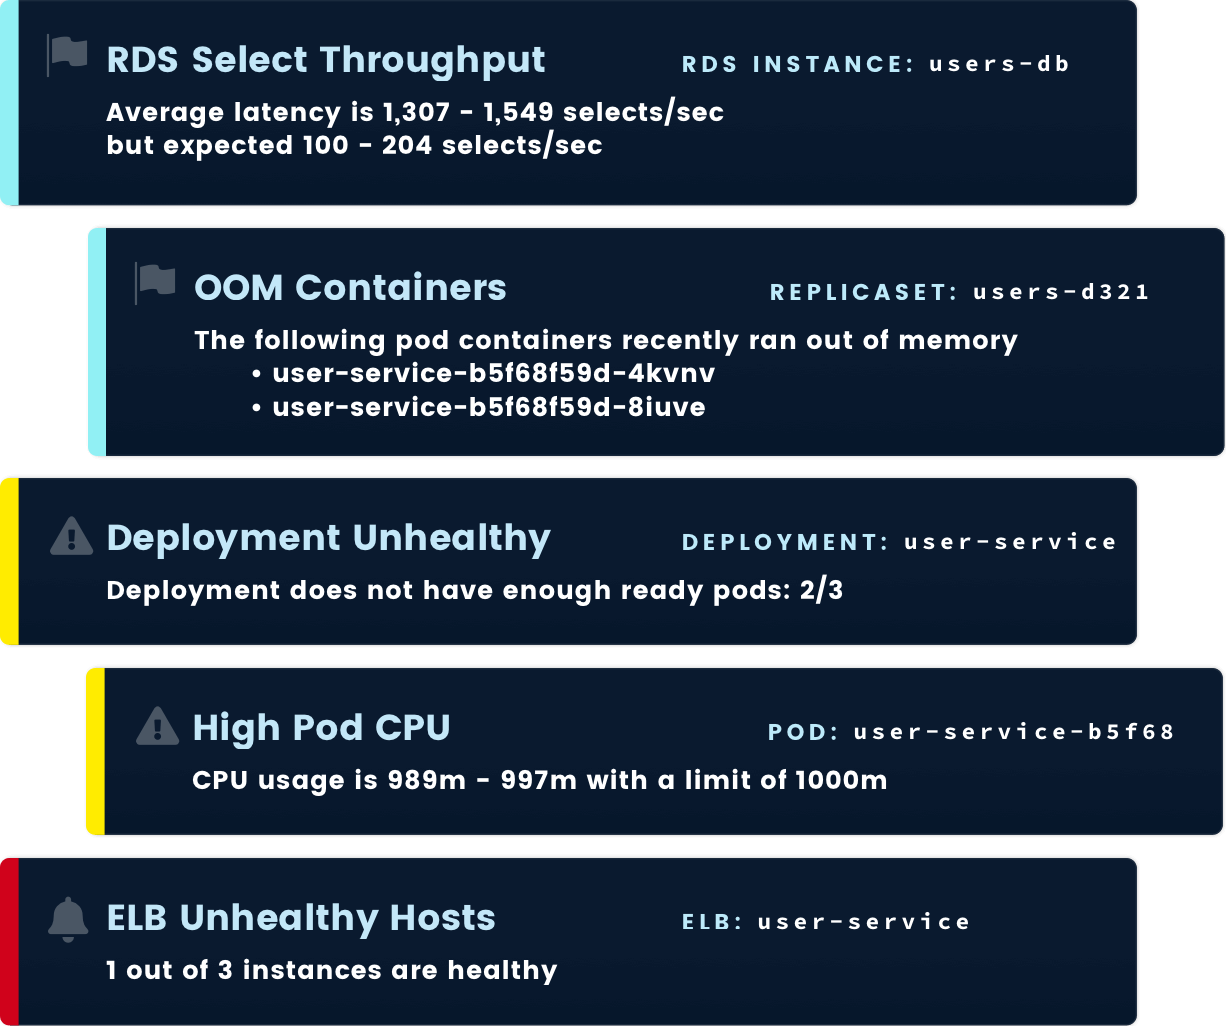 RDS Select Throughput RDS INSTANCE: users-db
Average latency is 1,307 - 1,549 selects/sec
but expected 100 - 204 selects/sec
OOM Containers REPLICASET: users-d321
The following pod containers recently ran out of memory
• user-service-b5f68f59d-4kvnv
• user-service-b5f68f59d-8iuve
Deployment Unhealthy DEPLOYMENT: user-service
Deployment does not have enough ready pods: 2/3
High Pod CPU POD: user-service-b5f68
CPU usage is 989m - 997m with a limit of 1000m
ELB Unhealthy Hosts ELB: user-service
1 out of 3 instances are healthy